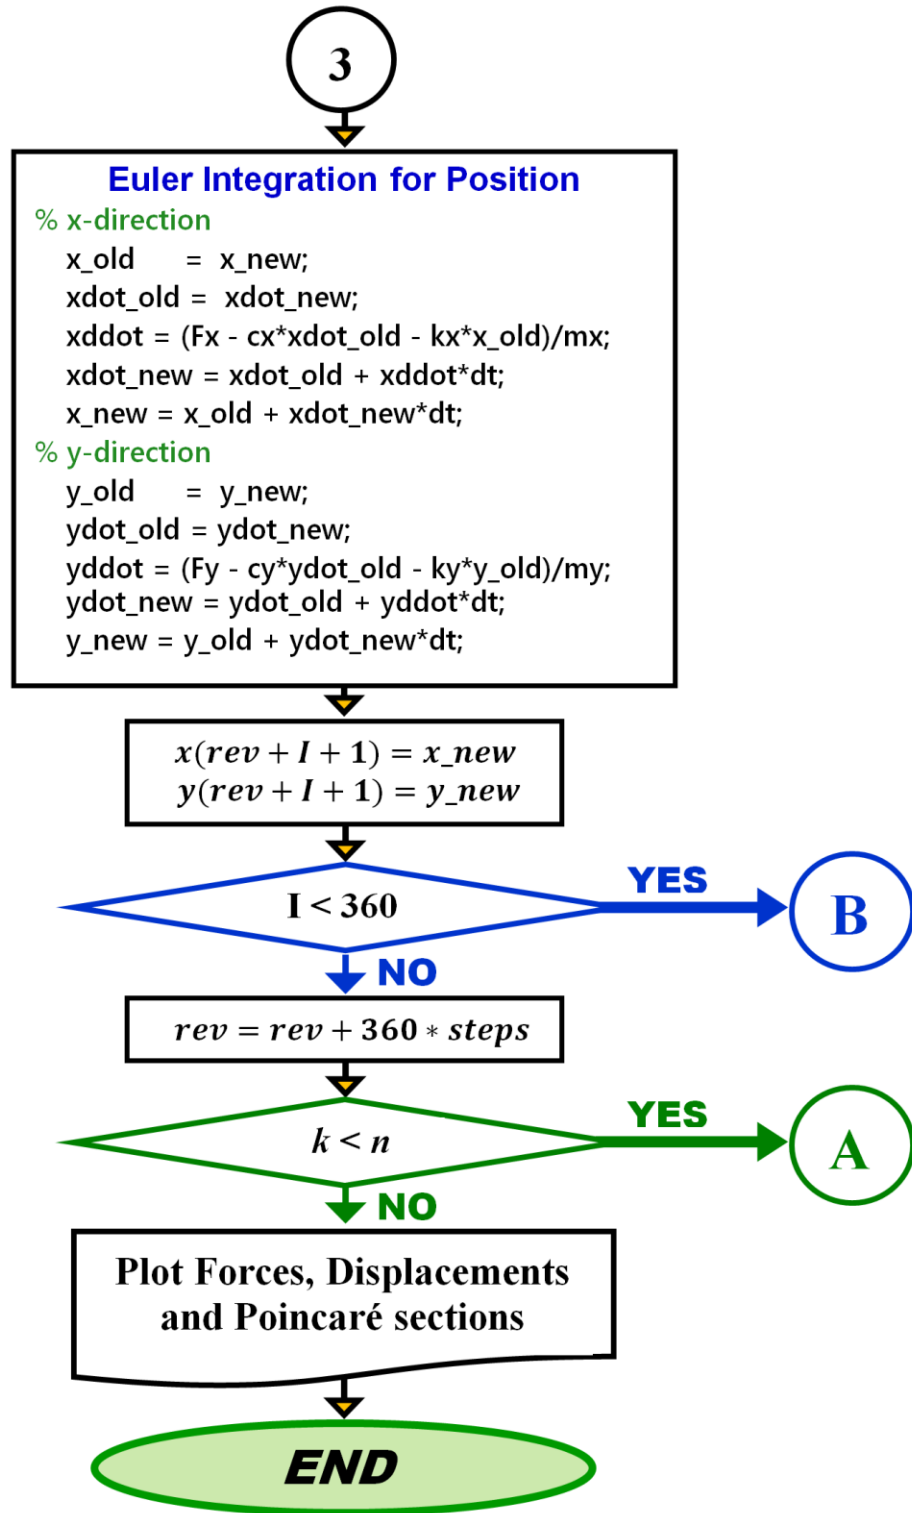 3
Euler Integration for Position
% x-direction
x_old = x_new;
xdot_old = xdot_new;
xddot = (Fx - cx*xdot_old - kx*x_old)/mx;
xdot_new = xdot_old + xddot*dt;
x_new = x_old + xdot_new*dt;
% y-direction
y_old = y_new;
ydot_old = ydot_new;
yddot = (Fy - cy*ydot_old - ky*y_old)/my;
ydot_new = ydot_old + yddot*dt;
y_new = y_old + ydot_new*dt;
x(rev + I + 1) = x_new
y(rev + I + 1) = y_new
I < 360
YES
B
NO
rev = rev + 360 * steps
k < n
YES
A
NO
Plot Forces, Displacements
and Poincaré sections
END